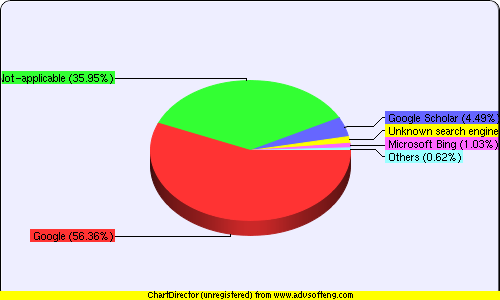 Not-applicable (35.95%)
Google Scholar (4.49%)
Unknown search engine
Microsoft Bing (1.03%)
Others (0.62%)
Google (56.36%)
ChartDirector (unregistered) from www.advsofteng.com